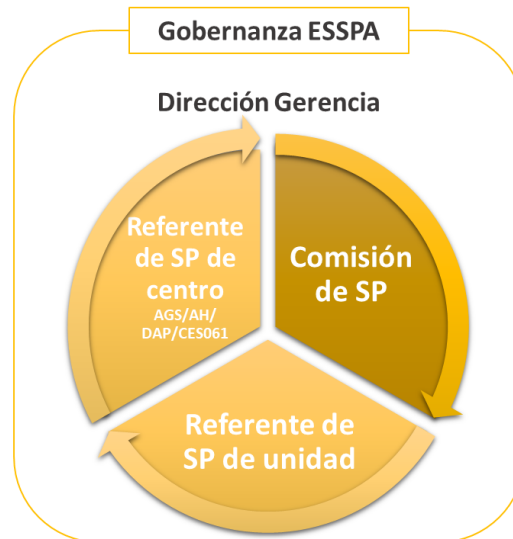 Gobernanza ESSPA
Dirección Gerencia
Referente
de SP de
centro
AGS/AH/
DAP/CES061
Comisión
de SP
Referente de
SP de unidad